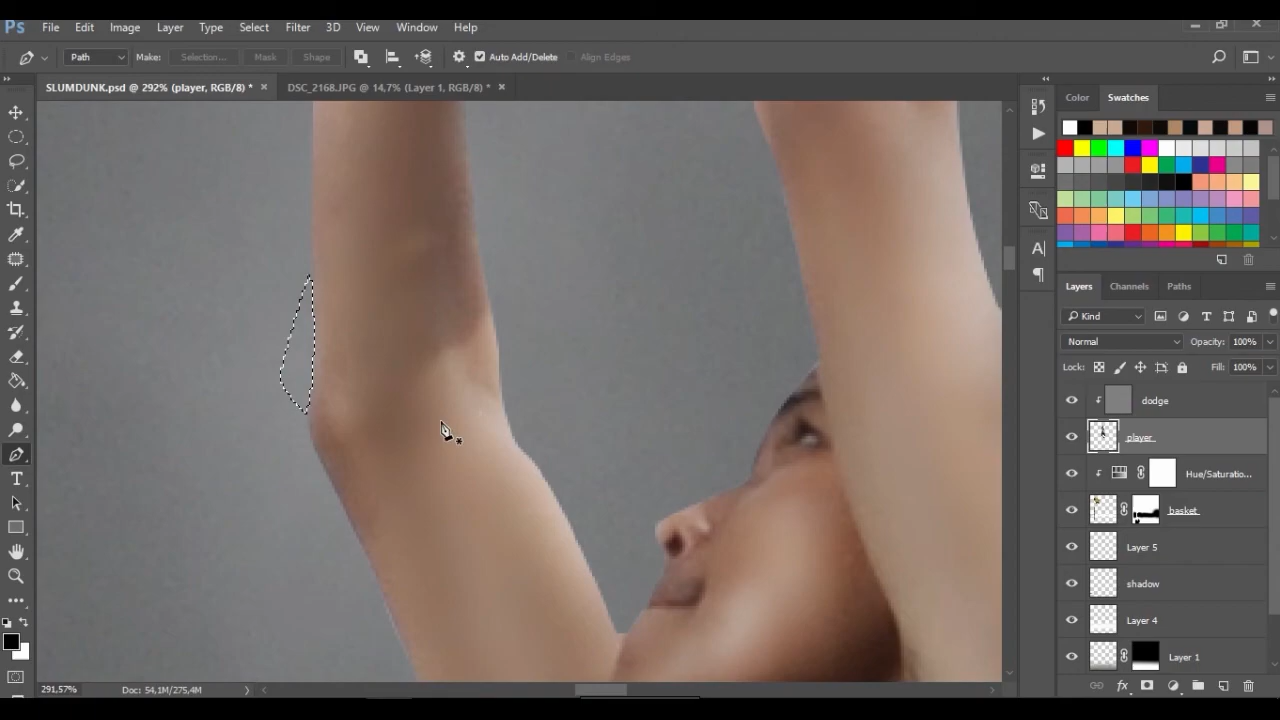 Ps File Edit Image Layer Type Select Filter 3D View Window Help
Path Make: Selection... Mask Shape Auto Add/Delete Align Edges
SLUMDUNK.psd @ 292% (player, RGB/8) * × DSC_2168.JPG @ 14,7% (Layer 1, RGB/8) * ×
Color Swatches
Layers Channels Paths
Kind
Normal Opacity: 100%
Lock: Fill: 100%
dodge
player
Hue/Saturatio...
basket
Layer 5
shadow
Layer 4
Layer 1
291,57% Doc: 54,1M/275,4M